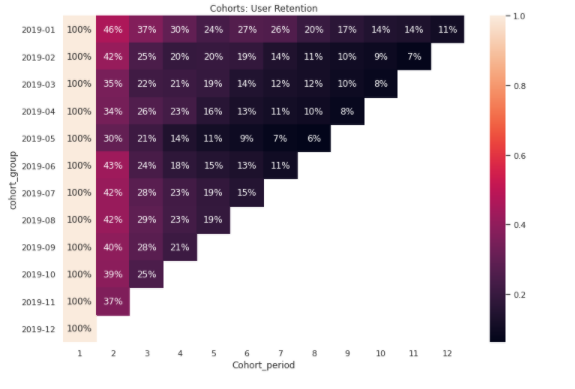 Cohorts: User Retention
2019-01 100% 46% 37% 30% 24% 27% 26% 20% 17% 14% 14% 11%
2019-02 100% 42% 25% 20% 20% 19% 14% 11% 10% 9% 7%
2019-03 100% 35% 22% 21% 19% 14% 12% 12% 10% 8%
2019-04 100% 34% 26% 23% 16% 13% 11% 10% 8%
2019-05 100% 30% 21% 14% 11% 9% 7% 6%
2019-06 100% 43% 24% 18% 15% 13% 11%
2019-07 100% 42% 28% 23% 19% 15%
2019-08 100% 42% 29% 23% 19%
2019-09 100% 40% 28% 21%
2019-10 100% 39% 25%
2019-11 100% 37%
2019-12 100%
1 2 3 4 5 6 7 8 9 10 11 12
Cohort_period
cohort_group
1.0
0.8
0.6
0.4
0.2